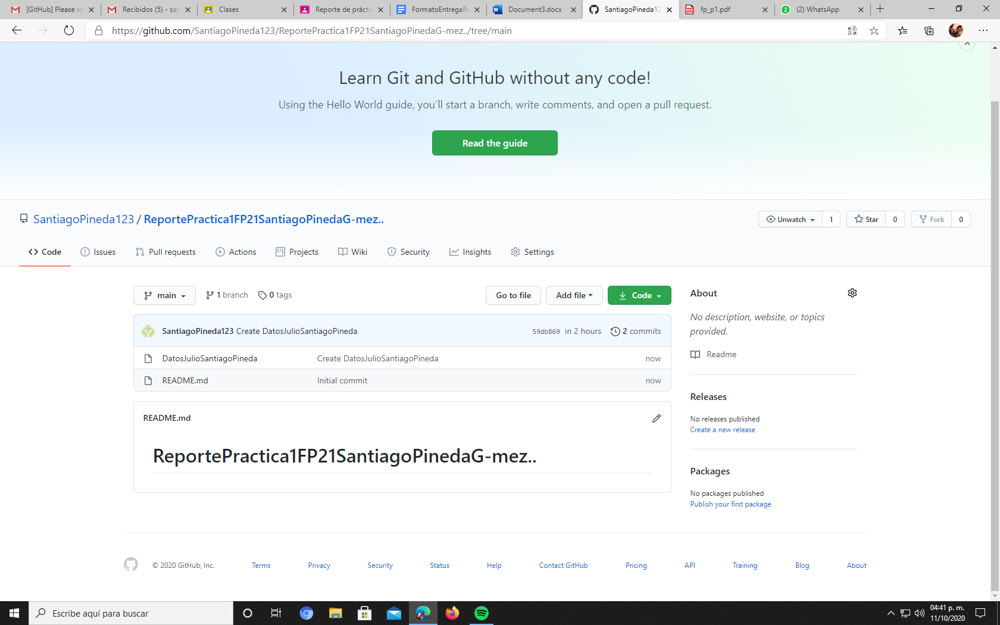 [GitHub] Please ve
Recibidos (5) - sar
Clases
Reporte de práctic
FormatoEntregaRe
Document3.docx
SantiagoPineda12
PDF
fp_p1.pdf
2
(2) WhatsApp
https://github.com/SantiagoPineda123/ReportePractica1FP21SantiagoPinedaG-mez../tree/main
Learn Git and GitHub without any code!
Using the Hello World guide, you’ll start a branch, write comments, and open a pull request.
Read the guide
SantiagoPineda123 / ReportePractica1FP21SantiagoPinedaG-mez..
Unwatch 1
Star 0
Fork 0
Code
Issues
Pull requests
Actions
Projects
Wiki
Security
Insights
Settings
main
1 branch
0 tags
Go to file
Add file
Code
SantiagoPineda123 Create DatosJulioSantiagoPineda
59db869 in 2 hours
2 commits
DatosJulioSantiagoPineda Create DatosJulioSantiagoPineda now
README.md Initial commit now
README.md
ReportePractica1FP21SantiagoPinedaG-mez..
About
No description, website, or topics
provided.
Readme
Releases
No releases published
Create a new release
Packages
No packages published
Publish your first package
© 2020 GitHub, Inc.
Terms
Privacy
Security
Status
Help
Contact GitHub
Pricing
API
Training
Blog
About
Escribe aquí para buscar
04:41 p. m.
11/10/2020